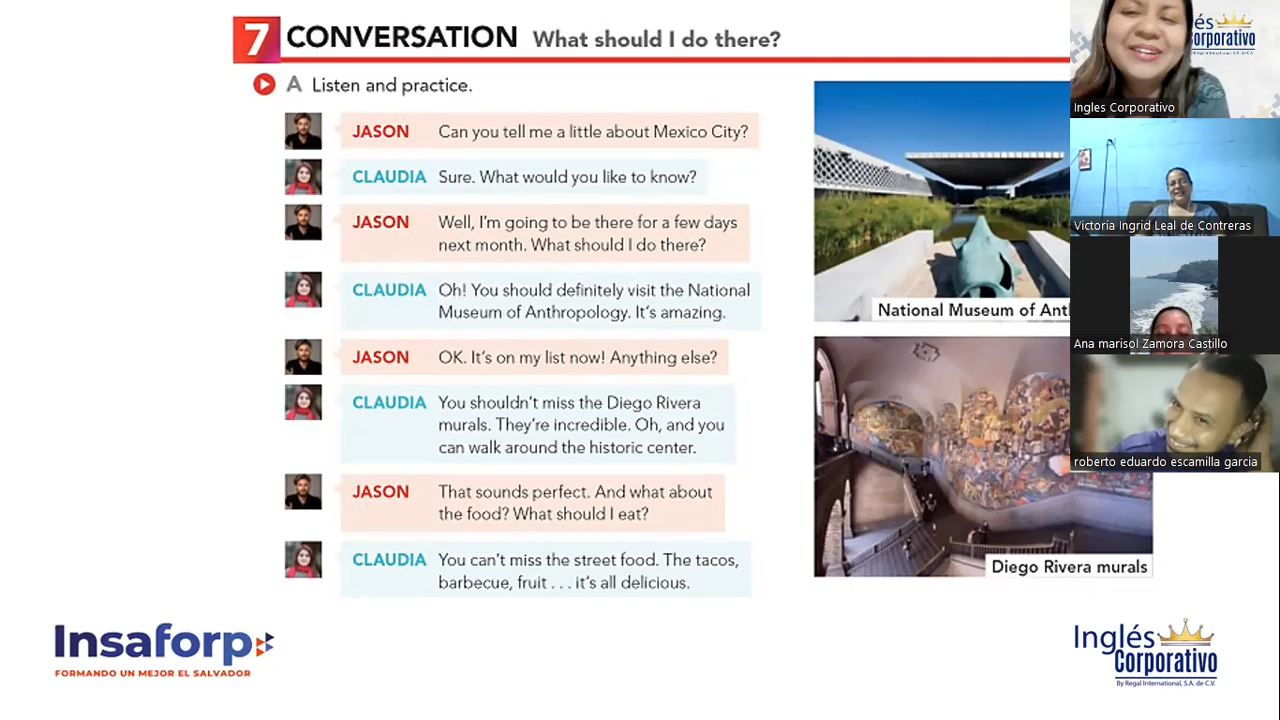 7 CONVERSATION What should I do there?
A Listen and practice.
JASON Can you tell me a little about Mexico City?
CLAUDIA Sure. What would you like to know?
JASON Well, I'm going to be there for a few days
next month. What should I do there?
CLAUDIA Oh! You should definitely visit the National
Museum of Anthropology. It's amazing.
JASON OK. It's on my list now! Anything else?
CLAUDIA You shouldn't miss the Diego Rivera
murals. They're incredible. Oh, and you
can walk around the historic center.
JASON That sounds perfect. And what about
the food? What should I eat?
CLAUDIA You can't miss the street food. The tacos,
barbecue, fruit . . . it's all delicious.
National Museum of Ant
Diego Rivera murals
és
orporativo
By Regal International, S.A. de C.V.
Ingles Corporativo
Victoria Ingrid Leal de Contreras
Ana marisol Zamora Castillo
roberto eduardo escamilla garcia
Insaforp
FORMANDO UN MEJOR EL SALVADOR
Inglés
Corporativo
By Regal International, S.A. de C.V.